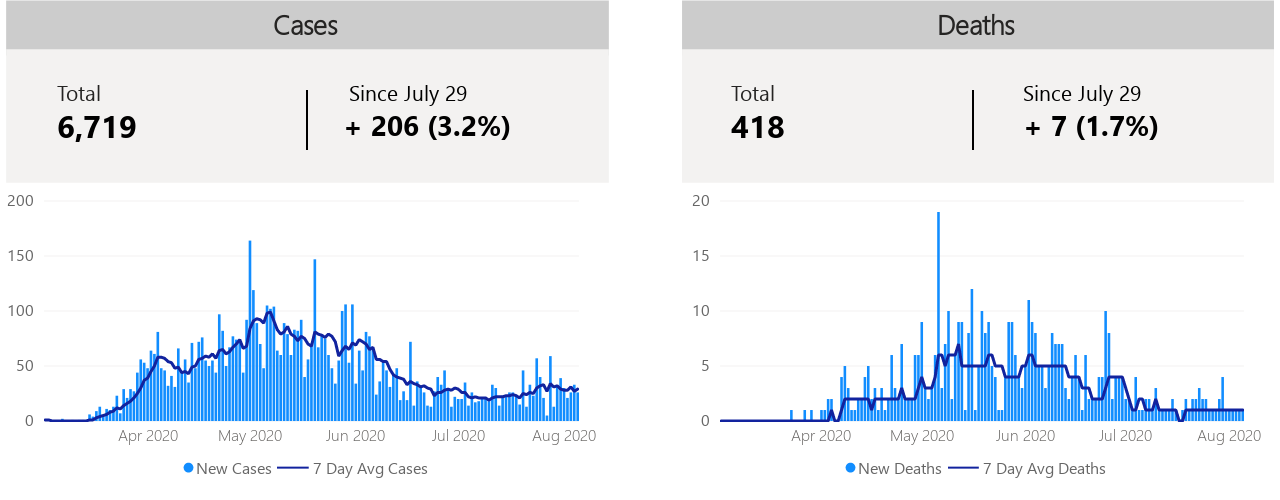 Cases
Total
6,719
Since July 29
+ 206 (3.2%)
200
150
100
50
0
Apr 2020 May 2020 Jun 2020 Jul 2020 Aug 2020
New Cases 7 Day Avg Cases
Deaths
Total
418
Since July 29
+ 7 (1.7%)
20
15
10
5
0
Apr 2020 May 2020 Jun 2020 Jul 2020 Aug 2020
New Deaths 7 Day Avg Deaths